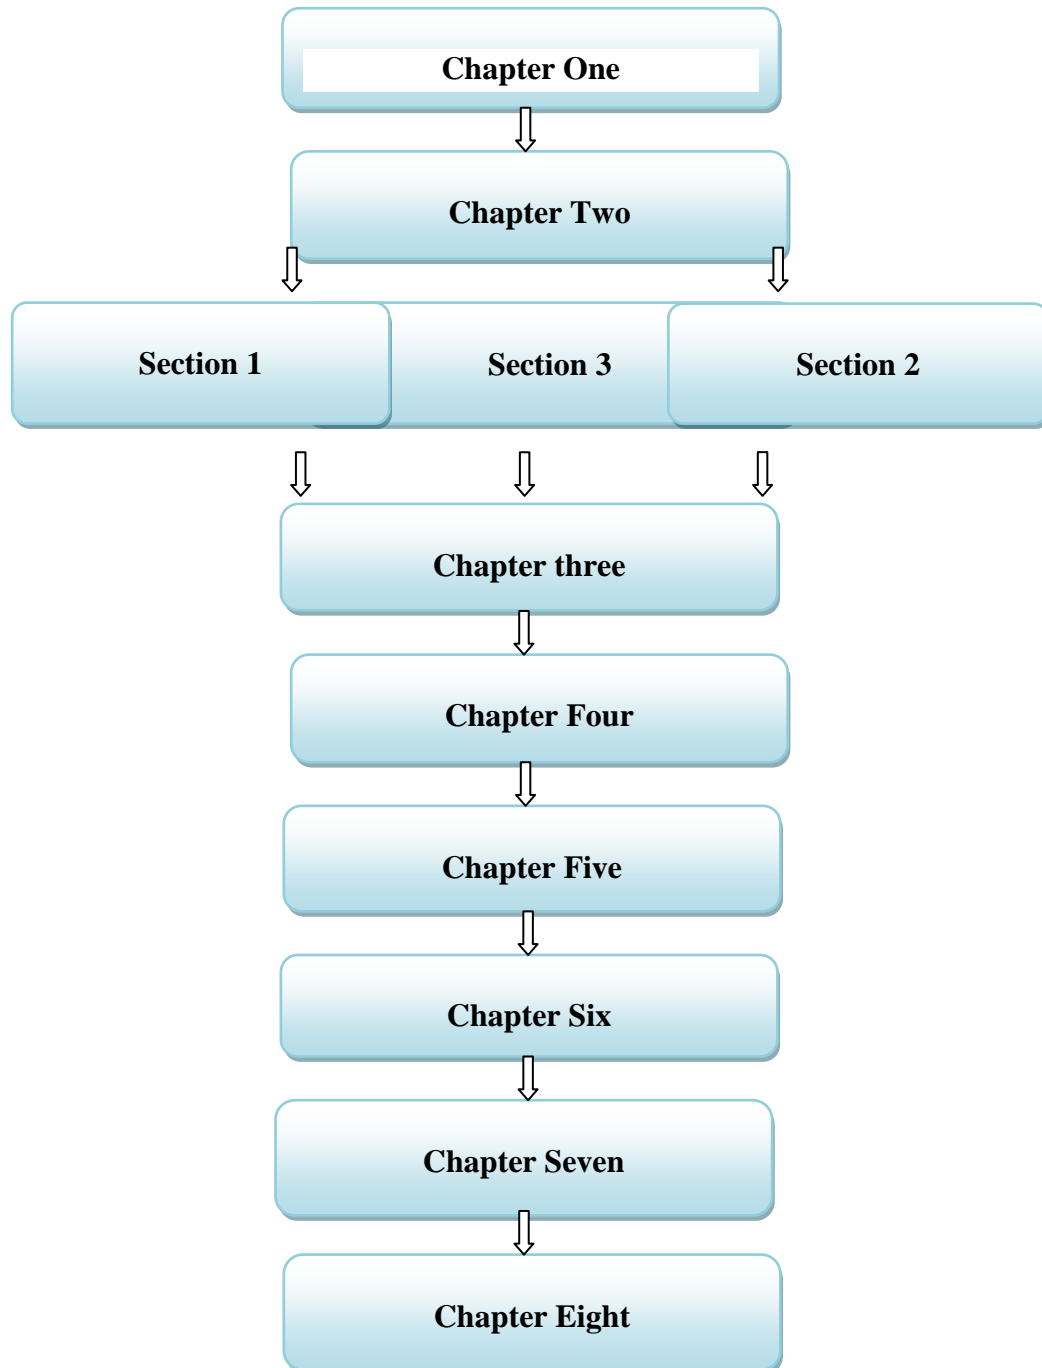 Chapter One
Chapter Two
Section 1
Section 3
Section 2
Chapter three
Chapter Four
Chapter Five
Chapter Six
Chapter Seven
Chapter Eight